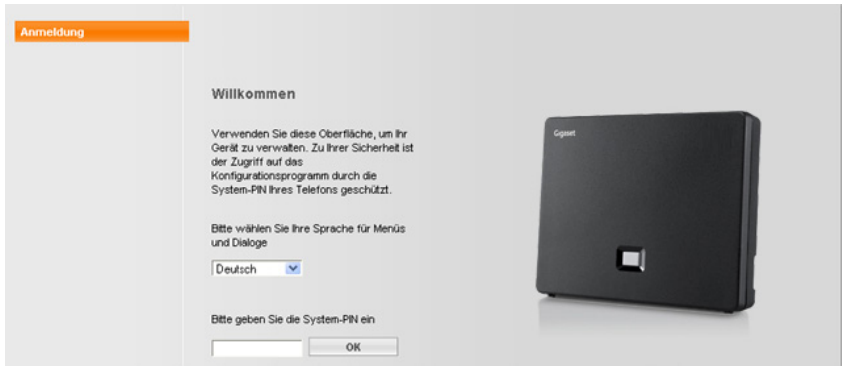 Anmeldung
Willkommen
Verwenden Sie diese Oberfläche, um Ihr
Gerät zu verwalten. Zu Ihrer Sicherheit ist
der Zugriff auf das
Konfigurationsprogramm durch die
System-PIN Ihres Telefons geschützt.
Bitte wählen Sie Ihre Sprache für Menüs
und Dialoge
Deutsch
Bitte geben Sie die System-PIN ein
OK
Gigaset